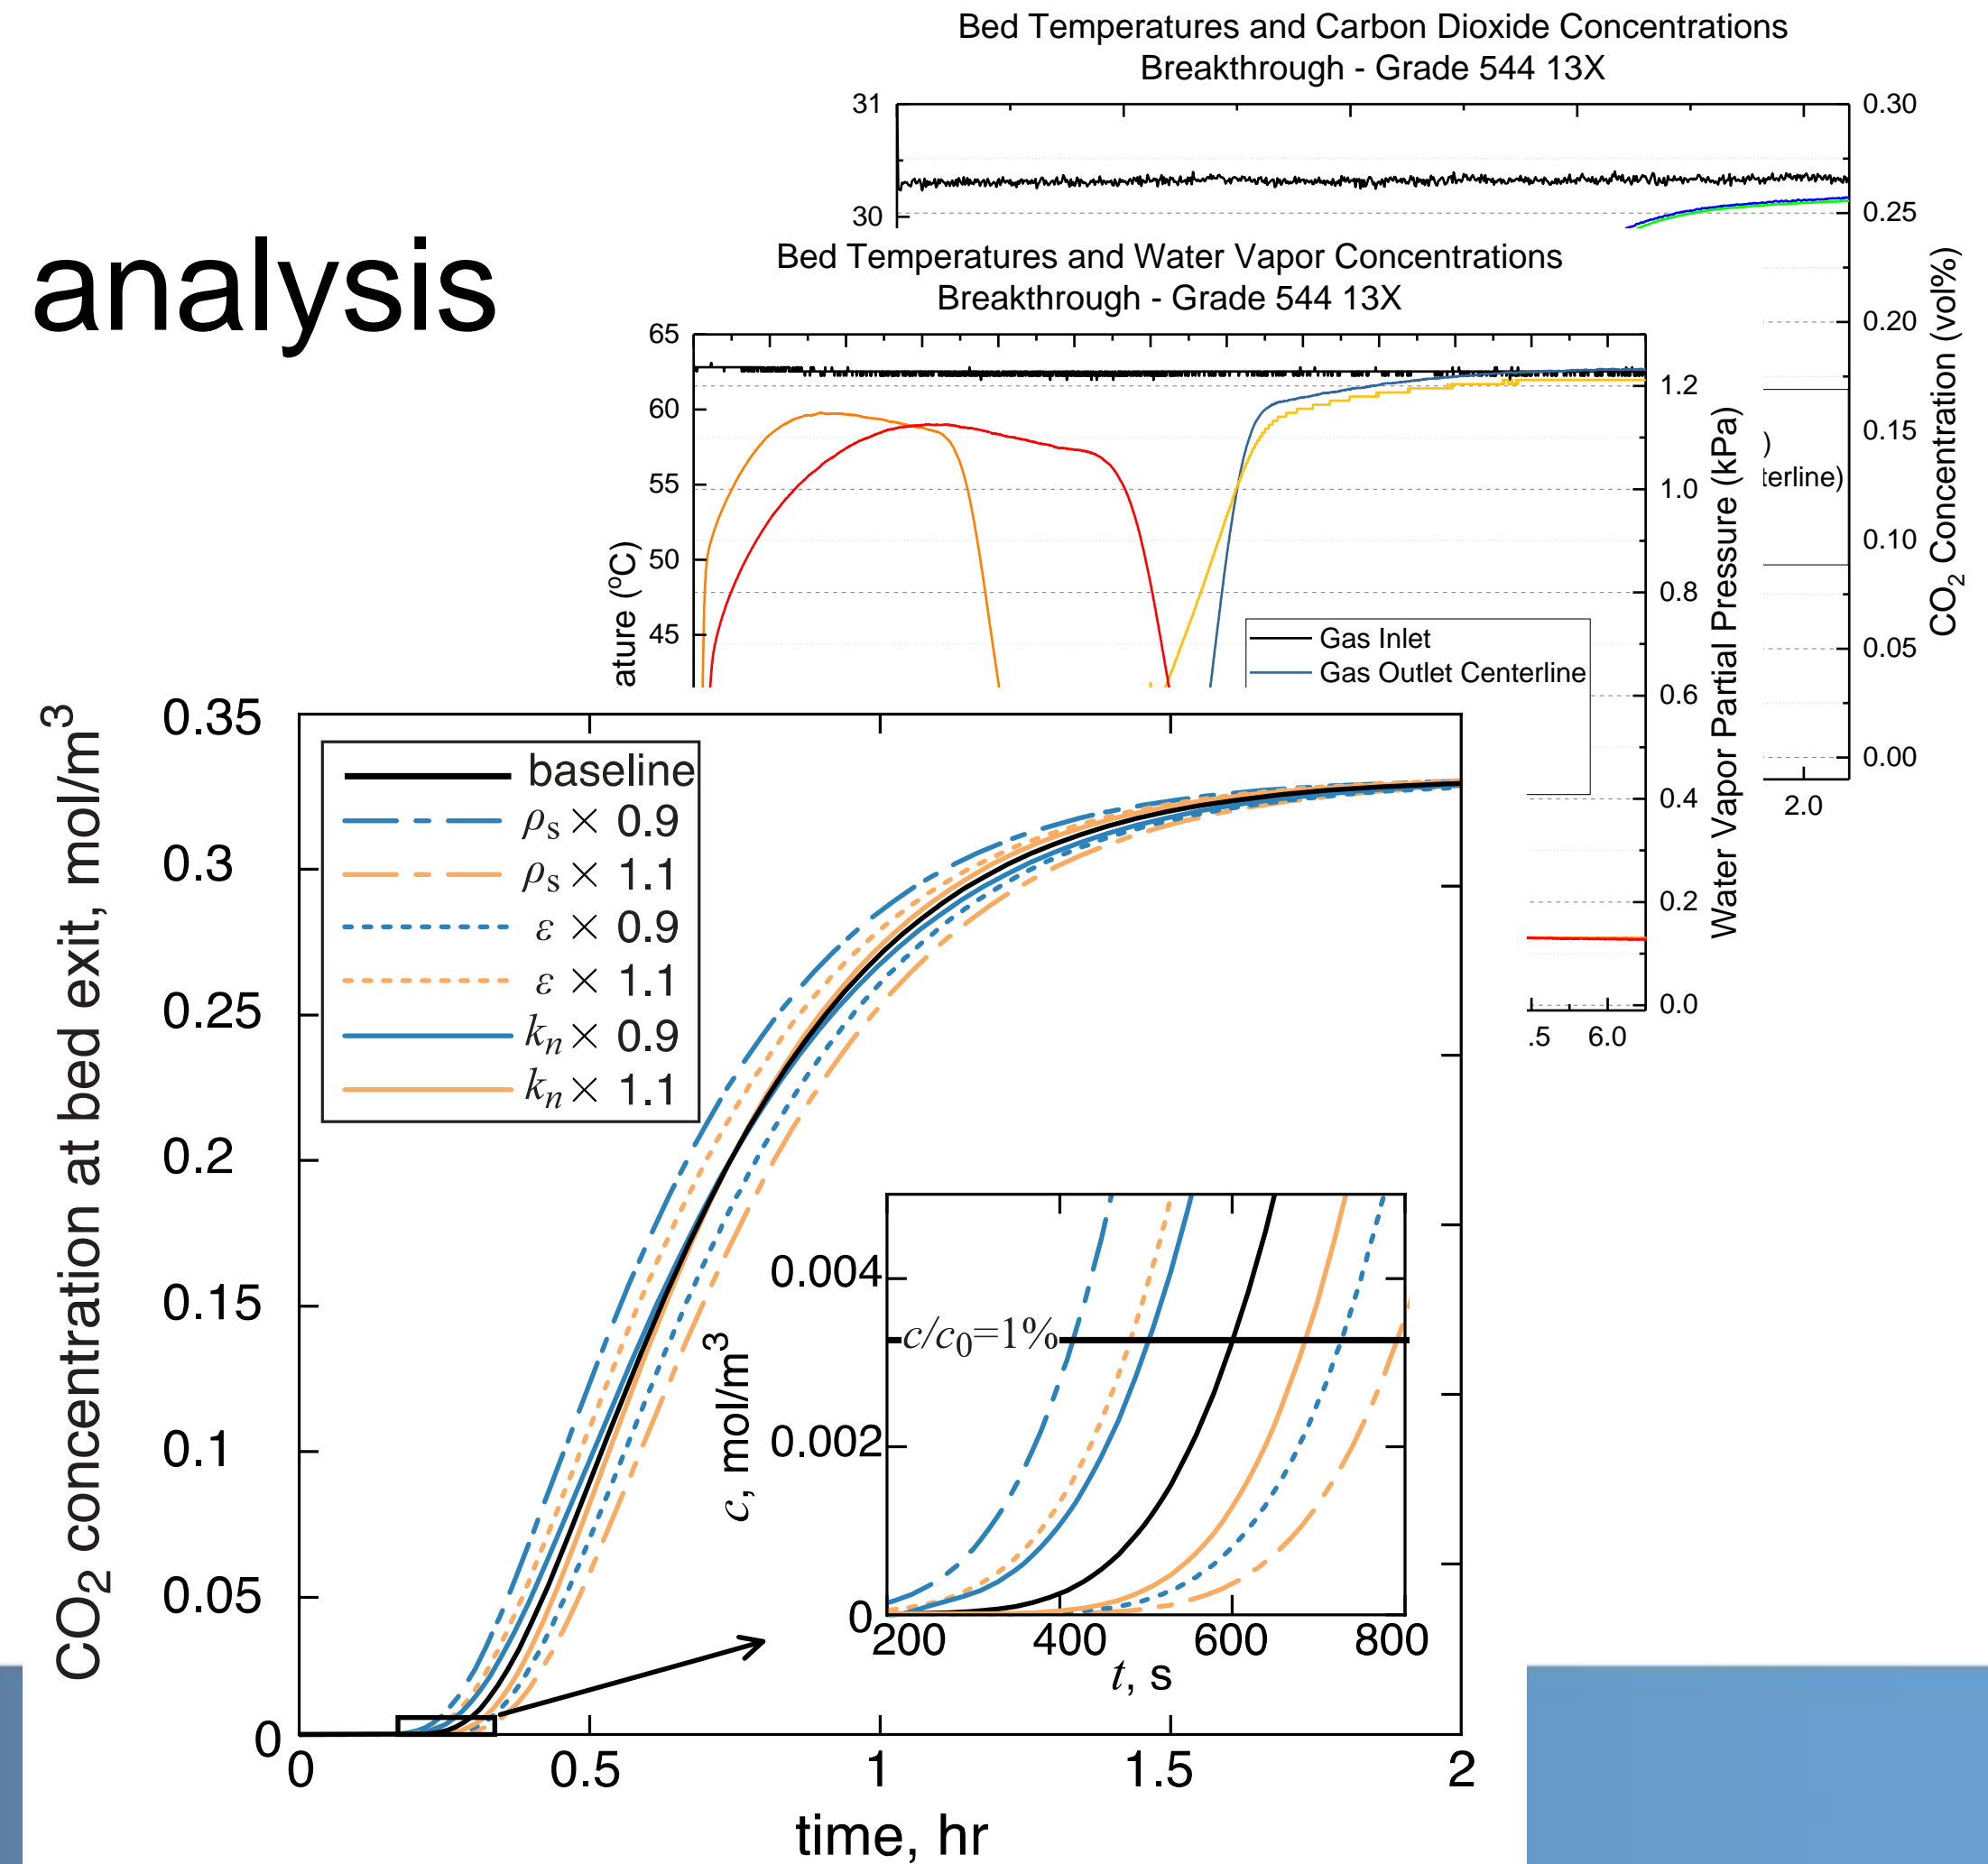 analysis
Bed Temperatures and Carbon Dioxide Concentrations
Breakthrough - Grade 544 13X
31
30
0.30
0.25
0.20
0.15
0.10
0.05
0.00
CO₂ Concentration (vol%)
)
terline)
2.0
Bed Temperatures and Water Vapor Concentrations
Breakthrough - Grade 544 13X
65
60
55
50
45
ature (ºC)
1.2
1.0
0.8
0.6
0.4
0.2
0.0
Water Vapor Partial Pressure (kPa)
Gas Inlet
Gas Outlet Centerline
.5 6.0
CO₂ concentration at bed exit, mol/m³
0.35
0.3
0.25
0.2
0.15
0.1
0.05
0
baseline
ρₛ × 0.9
ρₛ × 1.1
ε × 0.9
ε × 1.1
kₙ × 0.9
kₙ × 1.1
c, mol/m³
0.004
c/c₀=1%
0.002
0
200 400 600 800
t, s
0 0.5 1 1.5 2
time, hr